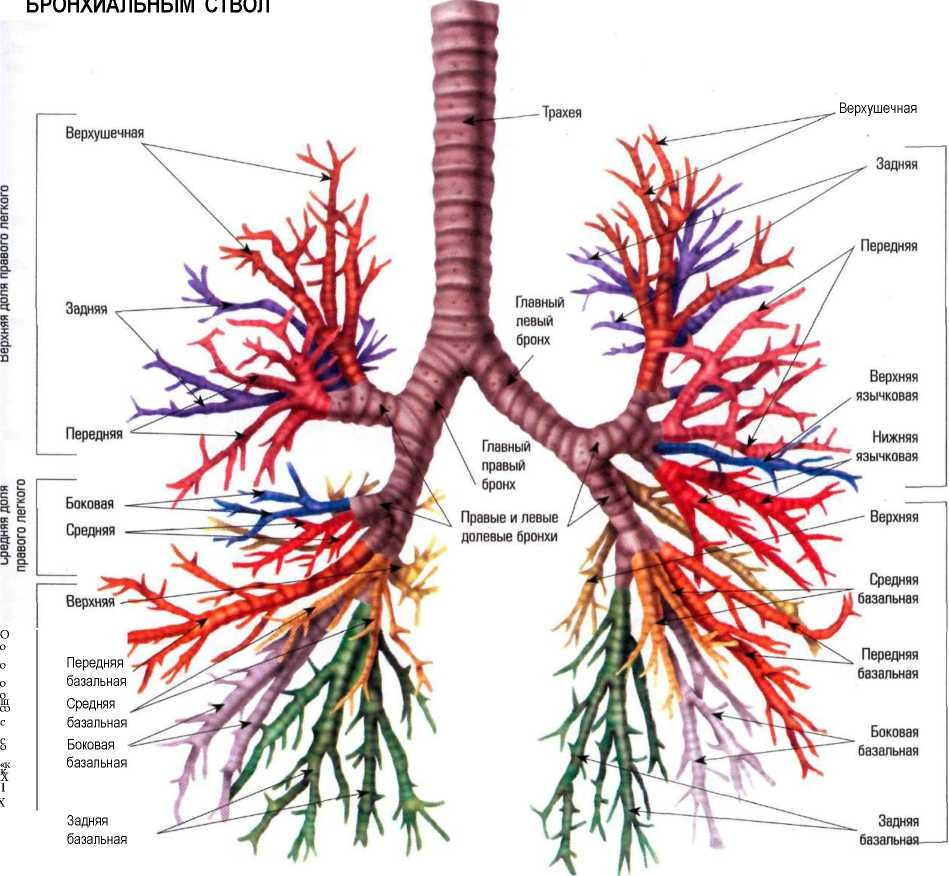 БРОНХИАЛЬНЫМ СТВОЛ
Трахея
Верхушечная
Верхушечная
Задняя
Передняя
Верхняя доля правого легкого
Задняя
Главный
левый
бронх
Верхняя
язычковая
Передняя
Нижняя
язычковая
Главный
правый
бронх
Средняя доля
правого легкого
Боковая
Средняя
Правые и левые
долевые бронхи
Верхняя
Верхняя
Средняя
базальная
Передняя
базальная
Передняя
базальная
Средняя
базальная
Боковая
базальная
Боковая
базальная
Задняя
базальная
Задняя
базальная